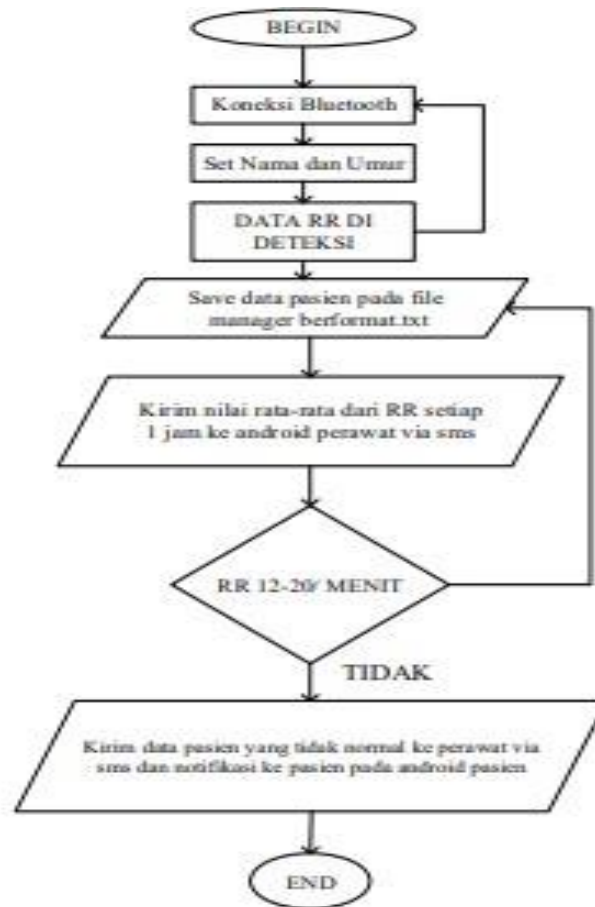 BEGIN
Koneksi Bluetooth
Set Nama dan Umur
DATA RR DI
DETEKSI
Save data pasien pada file
manager berformat.txt
Kirim nilai rata-rata dari RR setiap
1 jam ke android perawat via sms
RR 12-20/ MENIT
TIDAK
Kirim data pasien yang tidak normal ke perawat via
sms dan notifikasi ke pasien pada android pasien
END